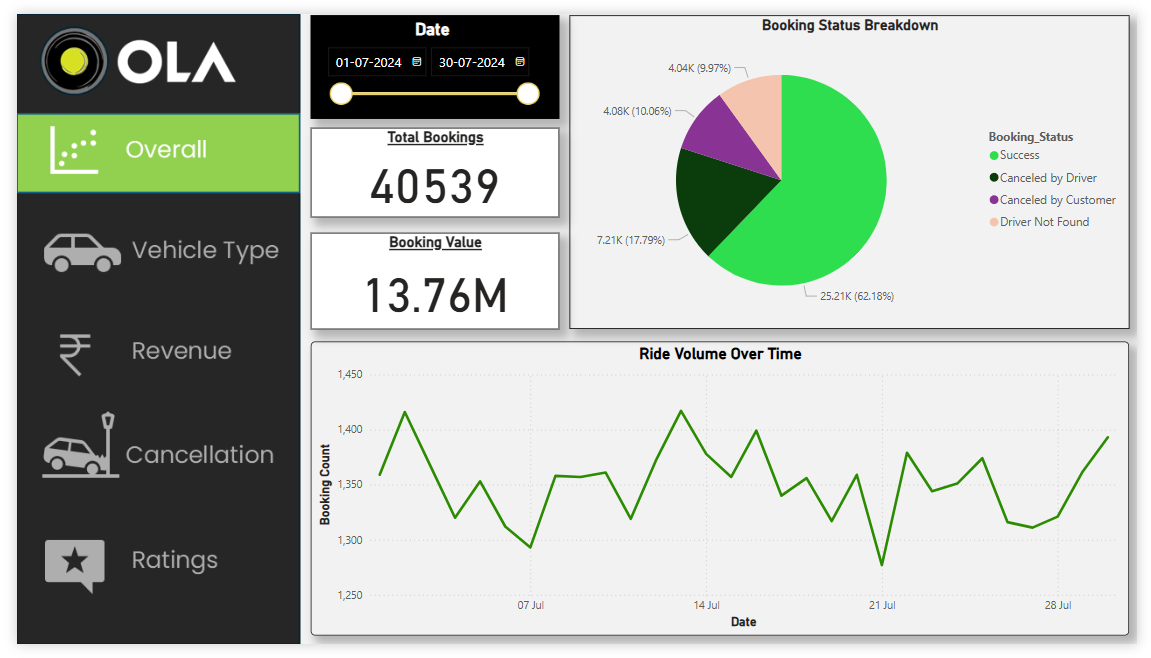 OLA
Overall
Vehicle Type
Revenue
Cancellation
Ratings
Date
01-07-2024 30-07-2024
Total Bookings
40539
Booking Value
13.76M
Booking Status Breakdown
4.04K (9.97%)
4.08K (10.06%)
7.21K (17.79%)
25.21K (62.18%)
Booking_Status
Success
Canceled by Driver
Canceled by Customer
Driver Not Found
Ride Volume Over Time
Booking Count
1,450
1,400
1,350
1,300
1,250
07 Jul 14 Jul 21 Jul 28 Jul
Date